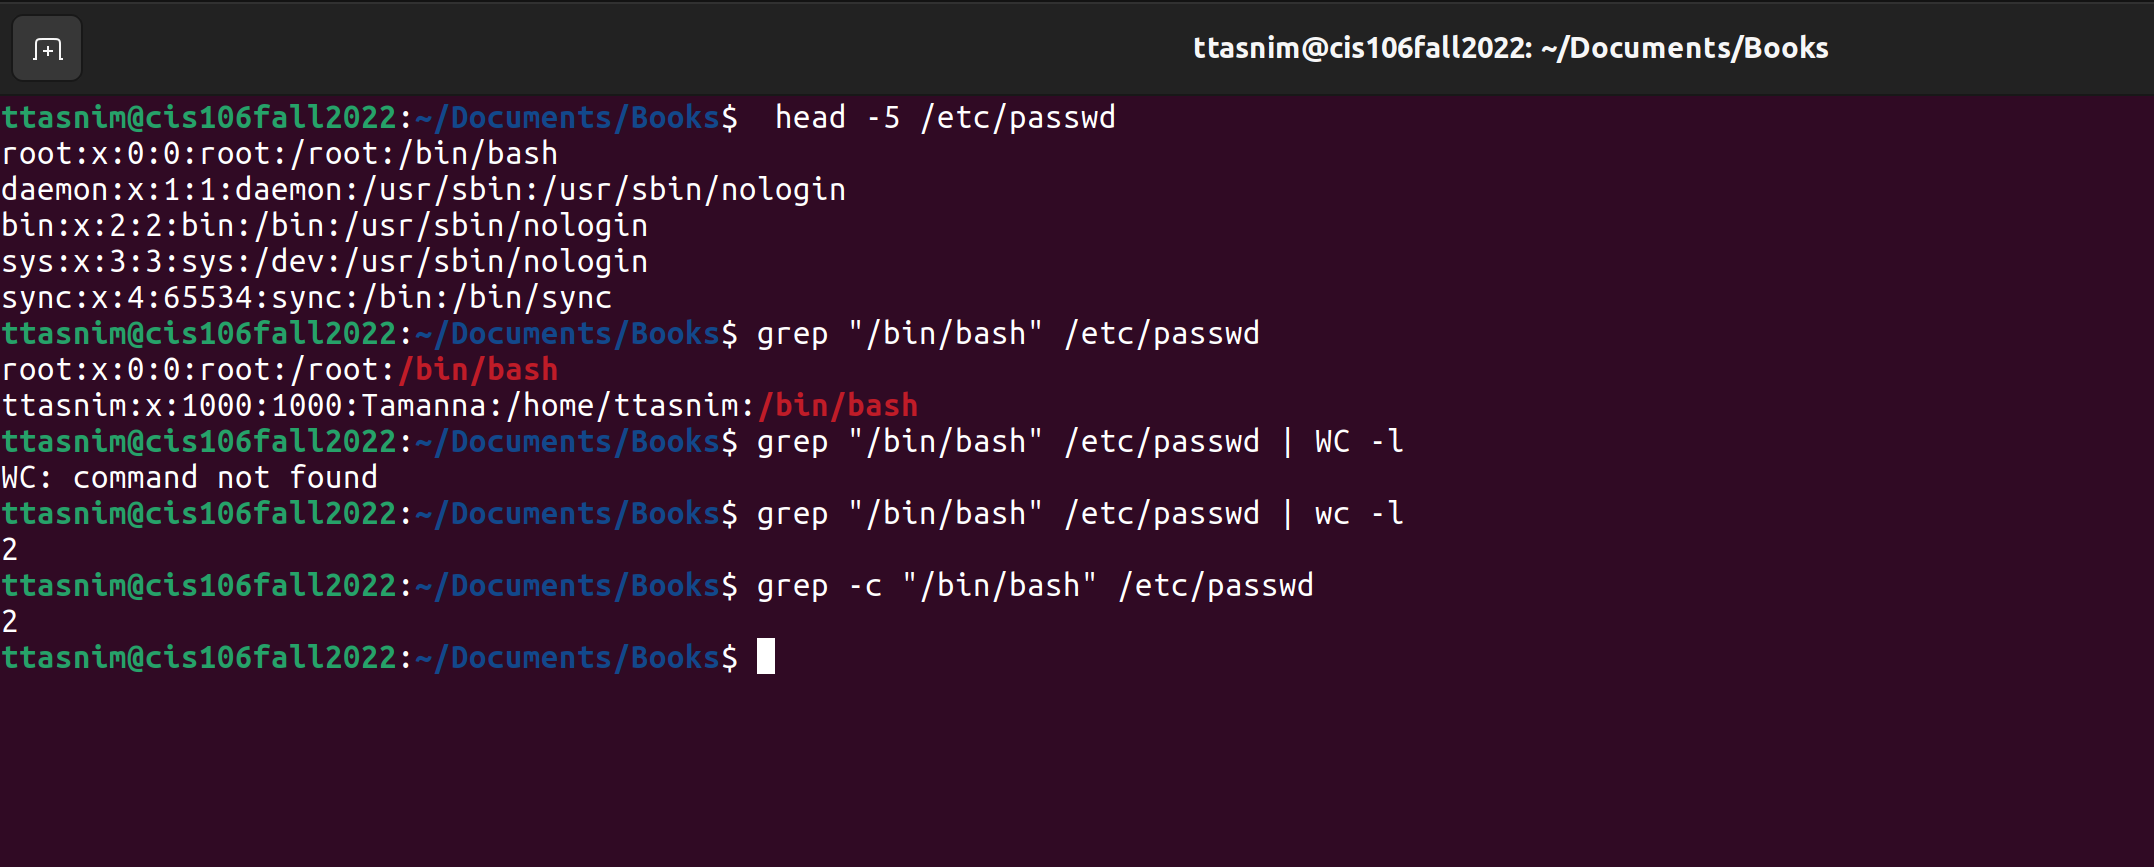 ttasnim@cis106fall2022: ~/Documents/Books
ttasnim@cis106fall2022:~/Documents/Books$  head -5 /etc/passwd
root:x:0:0:root:/root:/bin/bash
daemon:x:1:1:daemon:/usr/sbin:/usr/sbin/nologin
bin:x:2:2:bin:/bin:/usr/sbin/nologin
sys:x:3:3:sys:/dev:/usr/sbin/nologin
sync:x:4:65534:sync:/bin:/bin/sync
ttasnim@cis106fall2022:~/Documents/Books$ grep "/bin/bash" /etc/passwd
root:x:0:0:root:/root:/bin/bash
ttasnim:x:1000:1000:Tamanna:/home/ttasnim:/bin/bash
ttasnim@cis106fall2022:~/Documents/Books$ grep "/bin/bash" /etc/passwd | WC -l
WC: command not found
ttasnim@cis106fall2022:~/Documents/Books$ grep "/bin/bash" /etc/passwd | wc -l
2
ttasnim@cis106fall2022:~/Documents/Books$ grep -c "/bin/bash" /etc/passwd
2
ttasnim@cis106fall2022:~/Documents/Books$